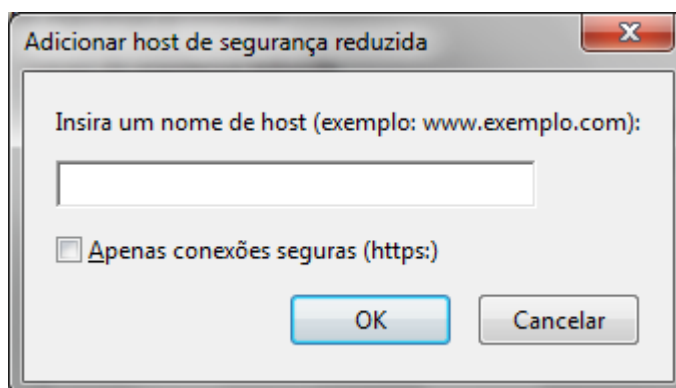 Adicionar host de segurança reduzida
Insira um nome de host (exemplo: www.exemplo.com):
Apenas conexões seguras (https:)
OK
Cancelar